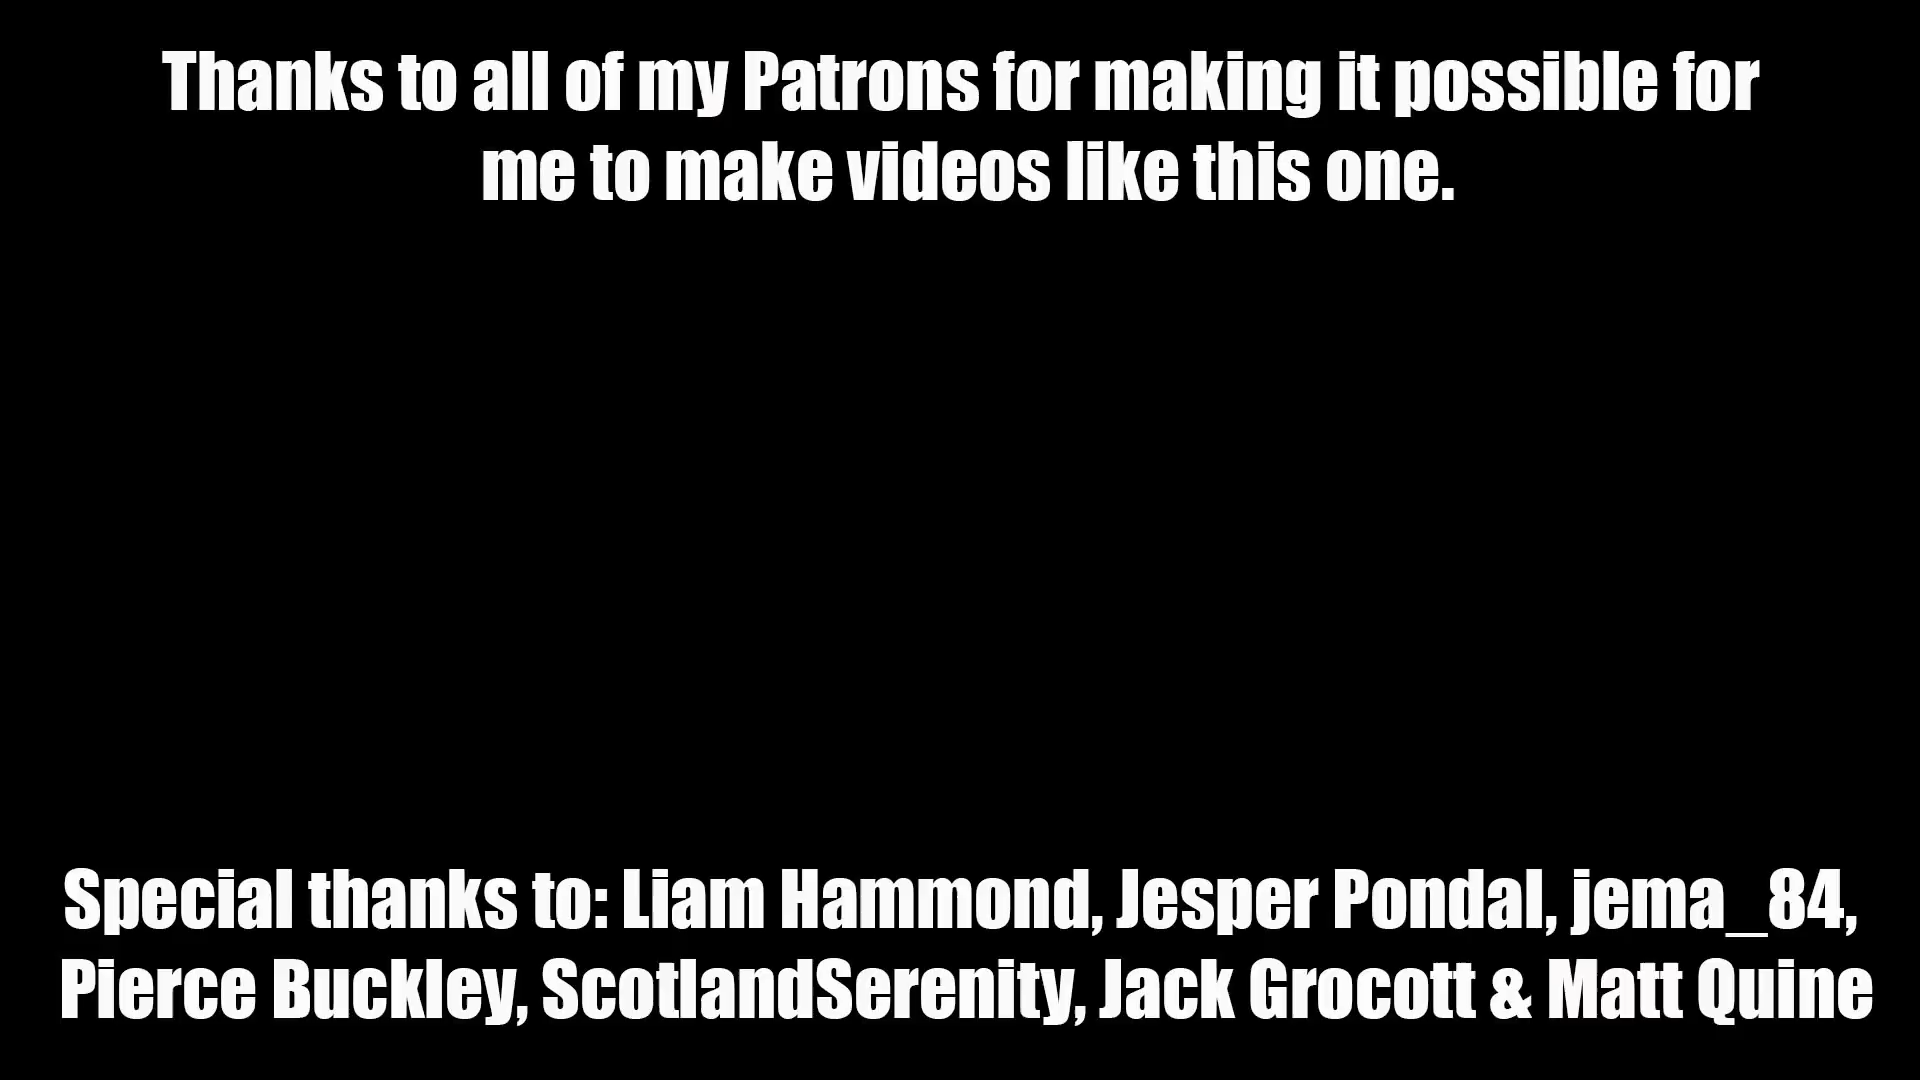 Thanks to all of my Patrons for making it possible for
me to make videos like this one.
Special thanks to: Liam Hammond, Jesper Pondal, jema_84,
Pierce Buckley, ScotlandSerenity, Jack Grocott & Matt Quine